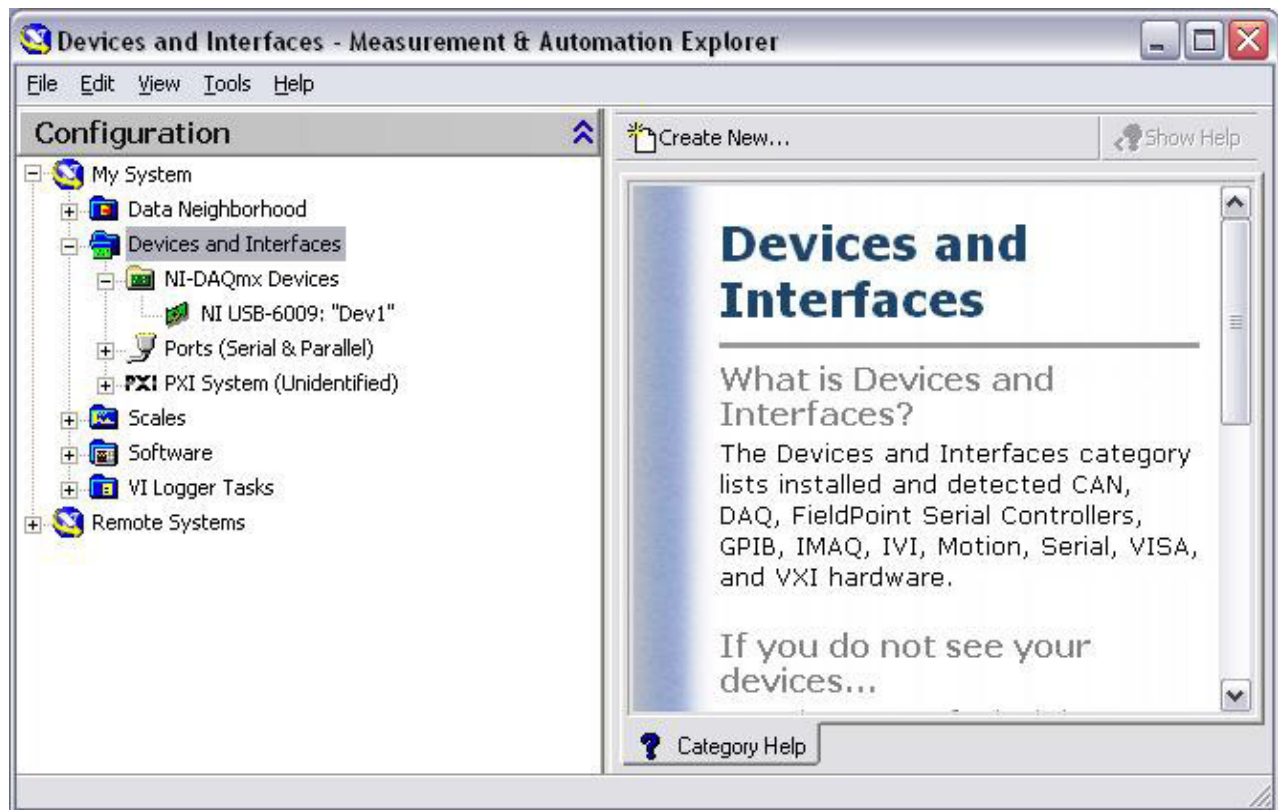 Devices and Interfaces - Measurement & Automation Explorer
File Edit View Tools Help
Configuration
My System
Data Neighborhood
Devices and Interfaces
NI-DAQmx Devices
NI USB-6009: "Dev1"
Ports (Serial & Parallel)
PXI PXI System (Unidentified)
Scales
Software
VI Logger Tasks
Remote Systems
Create New...
Show Help
Devices and
Interfaces
What is Devices and
Interfaces?
The Devices and Interfaces category
lists installed and detected CAN,
DAQ, FieldPoint Serial Controllers,
GPIB, IMAQ, IVI, Motion, Serial, VISA,
and VXI hardware.
If you do not see your
devices...
Category Help